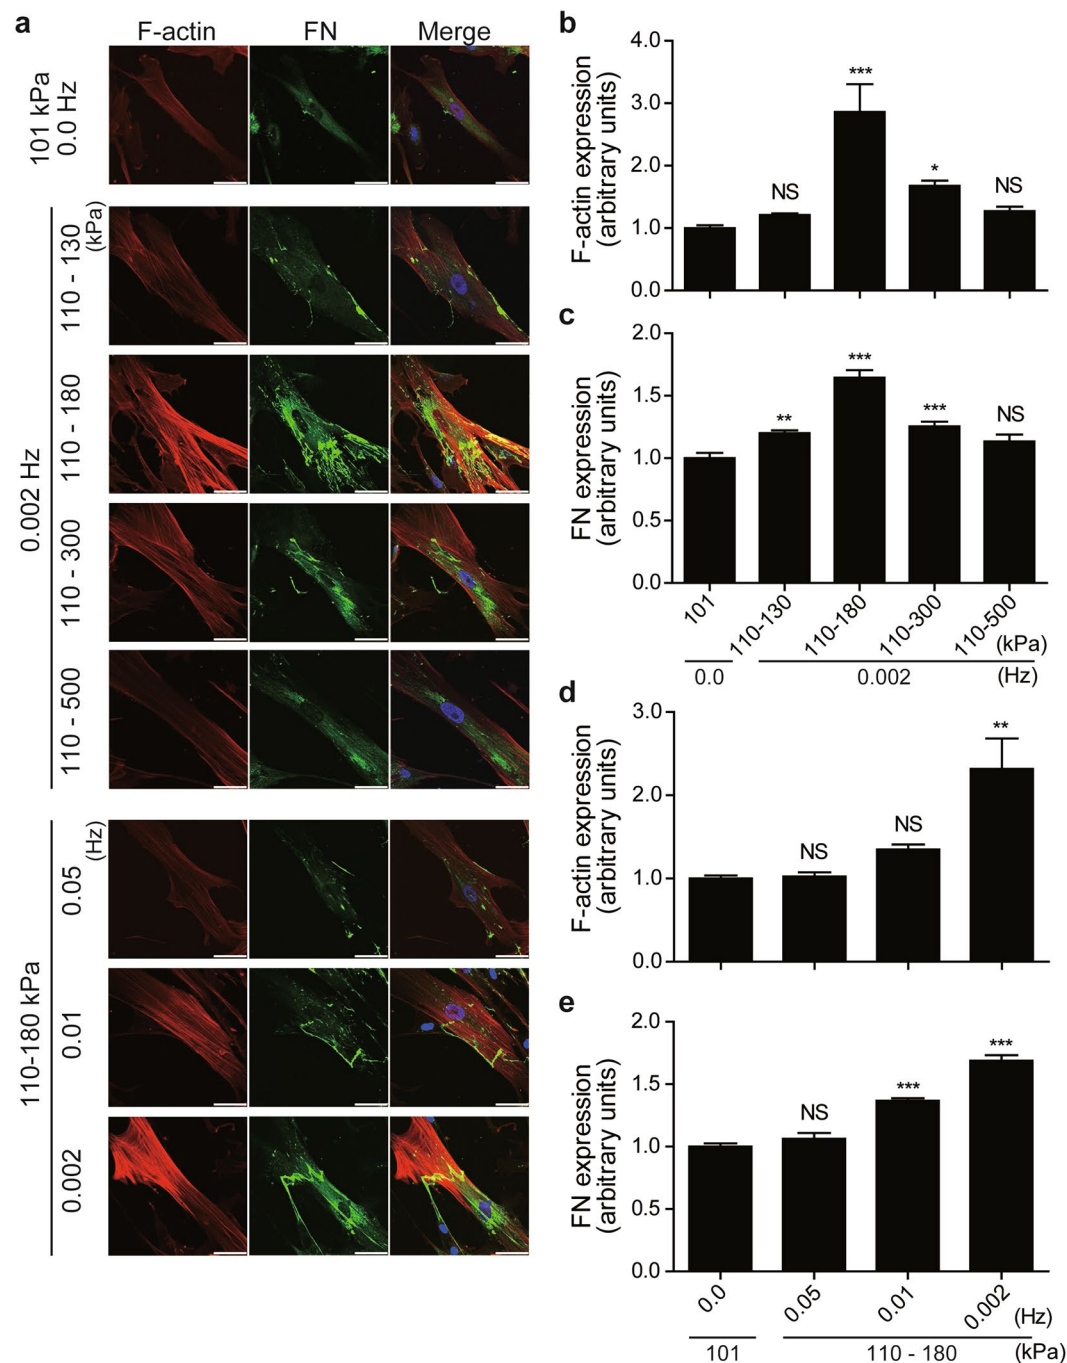 a
F-actin FN Merge
101 kPa
0.0 Hz
0.002 Hz
110 - 130
(kPa)
110 - 180
110 - 300
110 - 500
110-180 kPa
0.05
(Hz)
0.01
0.002
b
F-actin expression
(arbitrary units)
4.0
3.0
2.0
1.0
0.0
NS
***
*
NS
c
FN expression
(arbitrary units)
2.0
1.5
1.0
0.5
0.0
**
***
***
NS
101 110-130 110-180 110-300 110-500 (kPa)
0.0 0.002 (Hz)
d
F-actin expression
(arbitrary units)
3.0
2.0
1.0
0.0
NS
NS
**
e
FN expression
(arbitrary units)
2.0
1.5
1.0
0.5
0.0
NS
***
***
0.0 0.05 0.01 0.002 (Hz)
101 110 - 180 (kPa)